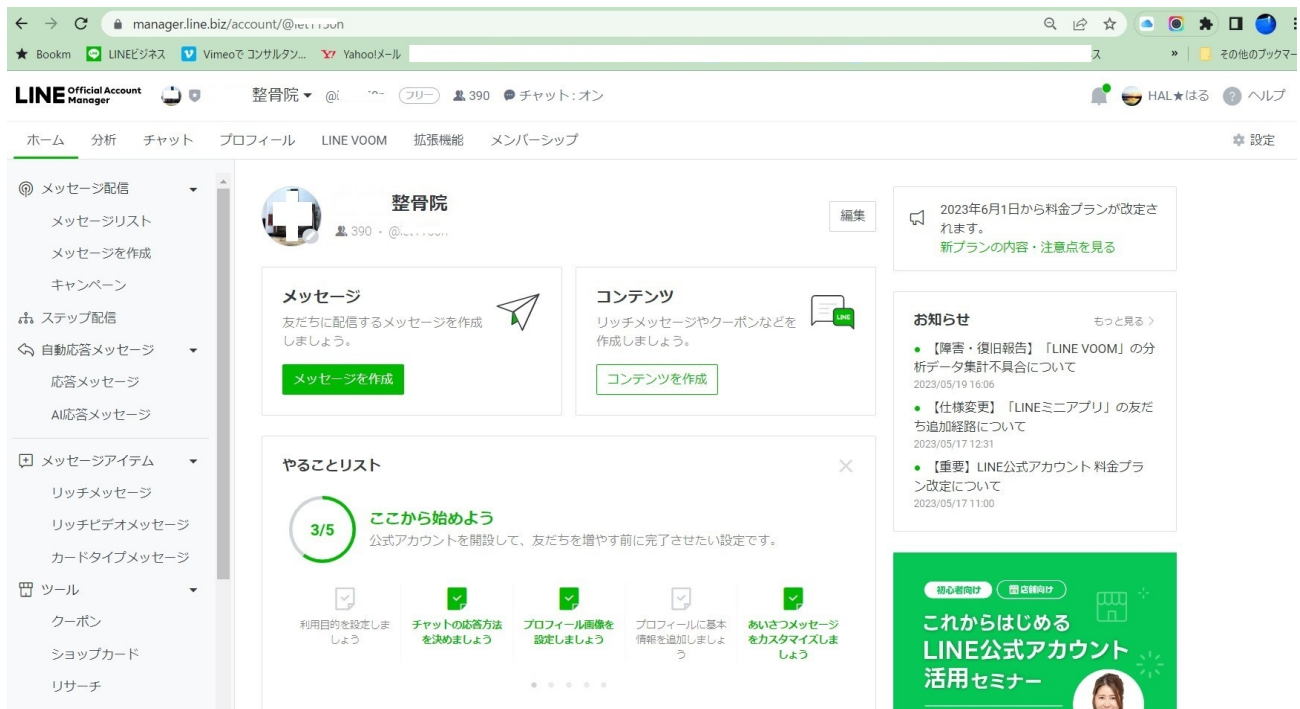 manager.line.biz/account/@
Bookm LINEビジネス Vimeoで コンサルタン... Yahoo!メール ス » その他のブックマー
LINE Official Account Manager 整骨院 @ フリー 390 チャット:オン HAL★はる ヘルプ
ホーム 分析 チャット プロフィール LINE VOOM 拡張機能 メンバーシップ 設定
メッセージ配信
メッセージリスト
メッセージを作成
キャンペーン
ステップ配信
自動応答メッセージ
応答メッセージ
AI応答メッセージ
メッセージアイテム
リッチメッセージ
リッチビデオメッセージ
カードタイプメッセージ
ツール
クーポン
ショップカード
リサーチ
整骨院
390・@
編集
メッセージ
友だちに配信するメッセージを作成
しましょう。
メッセージを作成
コンテンツ
リッチメッセージやクーポンなどを
作成しましょう。
LINE
コンテンツを作成
やることリスト
3/5
ここから始めよう
公式アカウントを開設して、友だちを増やす前に完了させたい設定です。
利用目的を設定しま
しょう
チャットの応答方法
を決めましょう
プロフィール画像を
設定しましょう
プロフィールに基本
情報を追加しましょ
う
あいさつメッセージ
をカスタマイズしま
しょう
2023年6月1日から料金プランが改定さ
れます。
新プランの内容・注意点を見る
お知らせ もっと見る
【障害・復旧報告】「LINE VOOM」の分
析データ集計不具合について
2023/05/19 16:06
【仕様変更】「LINEミニアプリ」の友だ
ち追加経路について
2023/05/17 12:31
【重要】LINE公式アカウント 料金プラ
ン改定について
2023/05/17 11:00
初心者向け 店舗向け
これからはじめる
LINE公式アカウント
活用セミナー